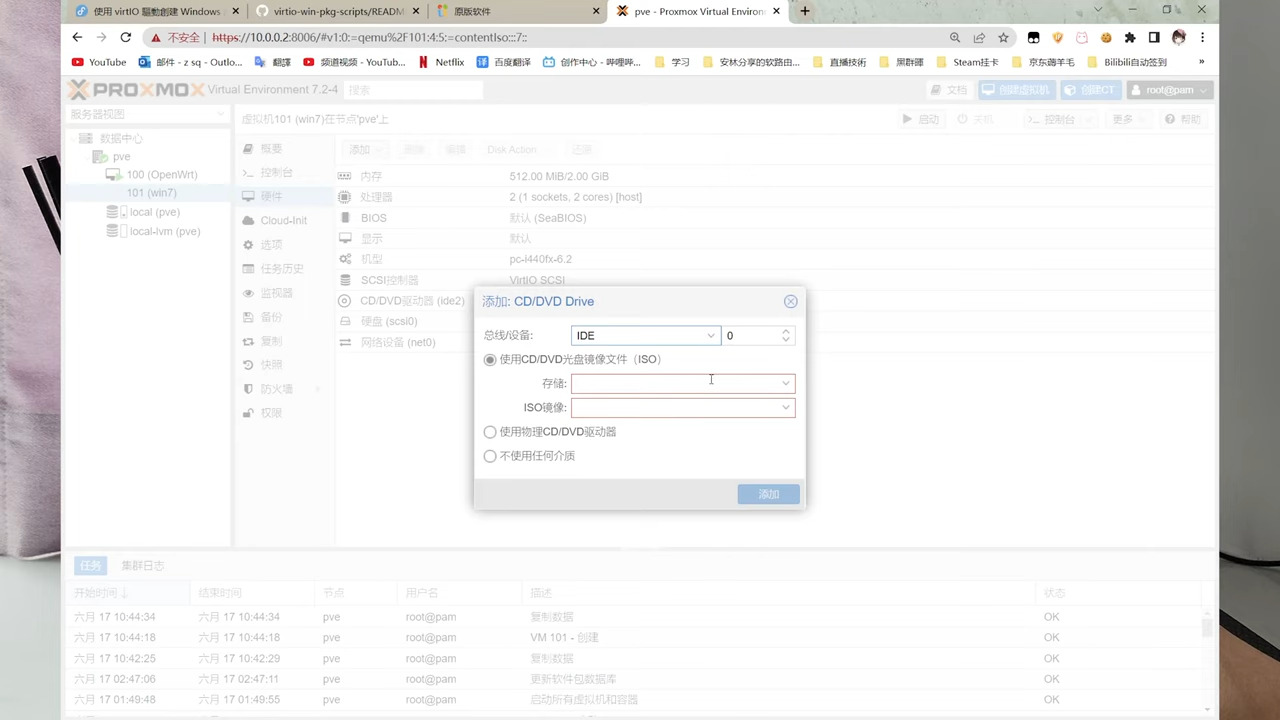 使用 virtIO 驅動創建 Windows
virtio-win-pkg-scripts/README
原版软件
pve - Proxmox Virtual Environ
不安全 https://10.0.0.2:8006/#v1:0:=qemu%2F101:4:5:=contentIso:::7::
YouTube
邮件 - z sq - Outlo...
翻譯
频道视频 - YouTub...
Netflix
百度翻译
创作中心 - 哔哩哔...
学习
安林分享的软路由...
直播技術
黑群暉
Steam挂卡
京东薅羊毛
Bilibili自动签到
»
PROXMOX Virtual Environment 7.2-4
搜索
文档
创建虚拟机
创建CT
root@pam
服务器视图
虚拟机101 (win7)在节点'pve'上
启动
关机
控制台
更多
帮助
数据中心
pve
100 (OpenWrt)
101 (win7)
local (pve)
local-lvm (pve)
概要
控制台
硬件
Cloud-Init
选项
任务历史
监视器
备份
复制
快照
防火墙
权限
添加
删除
编辑
Disk Action
还原
内存 512.00 MiB/2.00 GiB
处理器 2 (1 sockets, 2 cores) [host]
BIOS 默认 (SeaBIOS)
显示 默认
机型 pc-i440fx-6.2
SCSI控制器 VirtIO SCSI
CD/DVD驱动器 (ide2)
硬盘 (scsi0)
网络设备 (net0)
添加: CD/DVD Drive
总线/设备: IDE 0
使用CD/DVD光盘镜像文件（ISO）
存储:
ISO镜像:
使用物理CD/DVD驱动器
不使用任何介质
添加
任务
集群日志
开始时间 结束时间 节点 用户名 描述 状态
六月 17 10:44:34 六月 17 10:44:34 pve root@pam 复制数据 OK
六月 17 10:44:18 六月 17 10:44:18 pve root@pam VM 101 - 创建 OK
六月 17 10:42:25 六月 17 10:42:29 pve root@pam 复制数据 OK
六月 17 02:47:06 六月 17 02:47:11 pve root@pam 更新软件包数据库 OK
六月 17 01:49:48 六月 17 01:49:55 pve root@pam 启动所有虚拟机和容器 OK